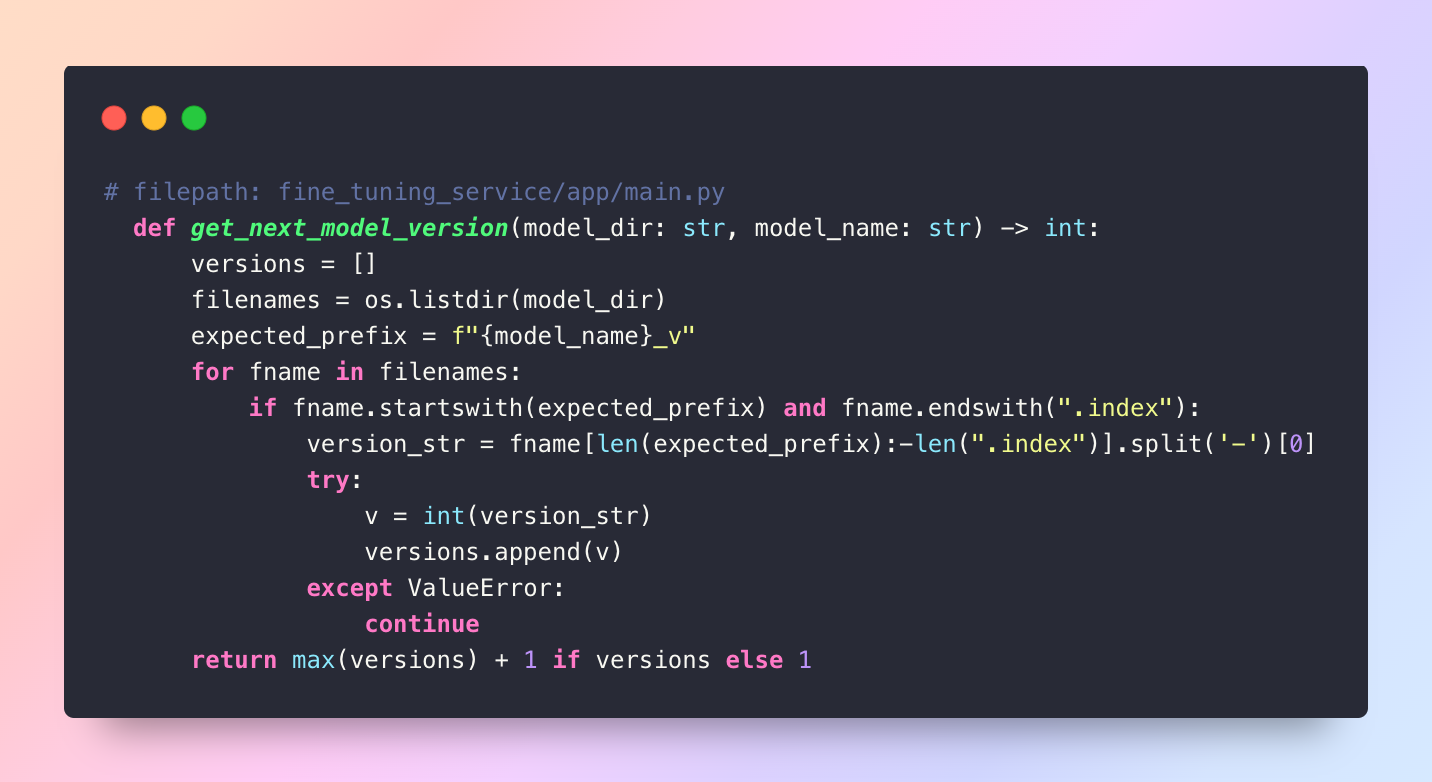 # filepath: fine_tuning_service/app/main.py
  def get_next_model_version(model_dir: str, model_name: str) -> int:
      versions = []
      filenames = os.listdir(model_dir)
      expected_prefix = f"{model_name}_v"
      for fname in filenames:
          if fname.startswith(expected_prefix) and fname.endswith(".index"):
              version_str = fname[len(expected_prefix):-len(".index")].split('-')[0]
              try:
                  v = int(version_str)
                  versions.append(v)
              except ValueError:
                  continue
      return max(versions) + 1 if versions else 1